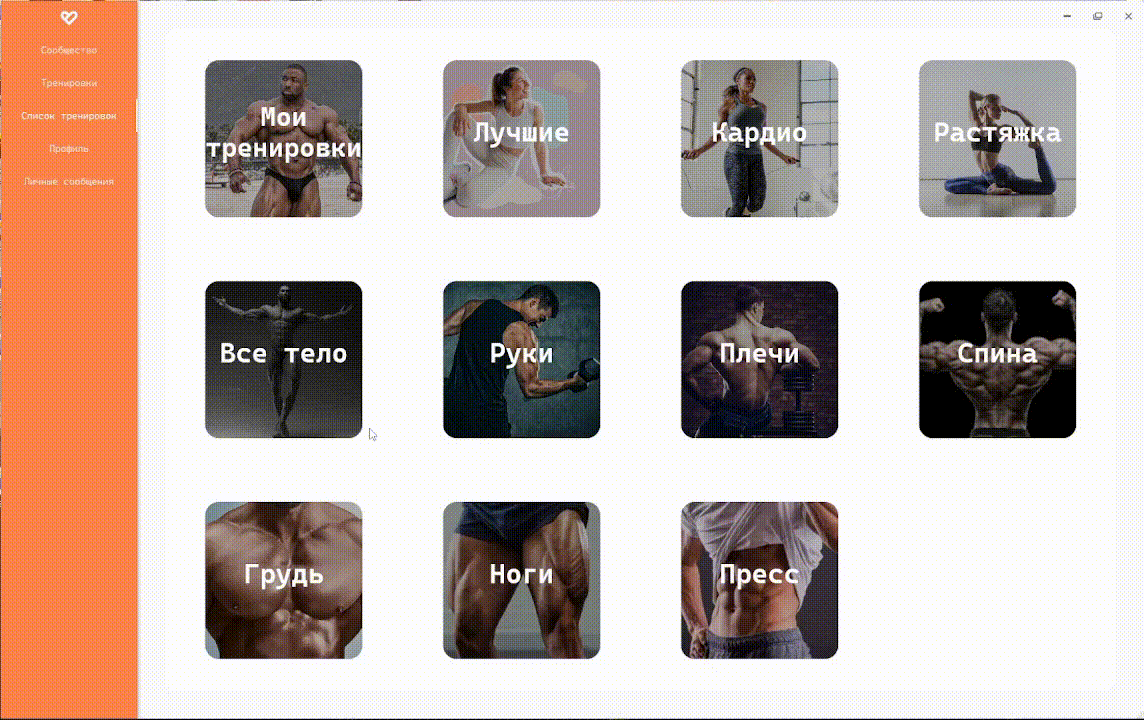 Сообщество
Тренировки
Список тренировок
Профиль
Личные сообщения
Мои
тренировки
Лучшие
Кардио
Растяжка
Все тело
Руки
Плечи
Спина
Грудь
Ноги
Пресс